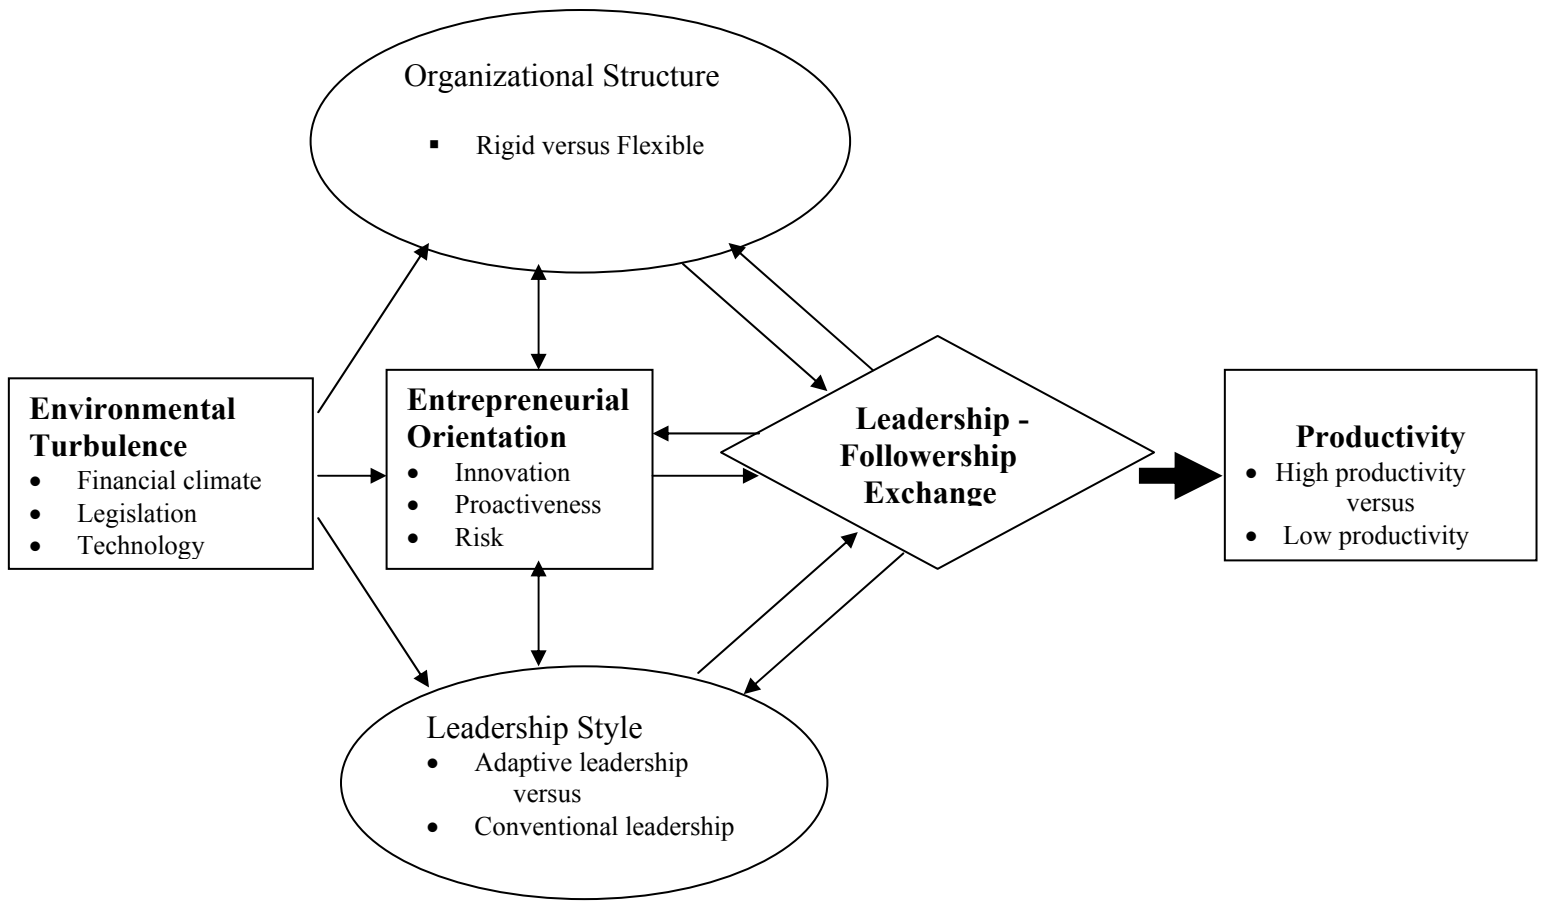 Organizational Structure
▪ Rigid versus Flexible
Environmental
Turbulence
• Financial climate
• Legislation
• Technology
Entrepreneurial
Orientation
• Innovation
• Proactiveness
• Risk
Leadership -
Followership
Exchange
Productivity
• High productivity
versus
• Low productivity
Leadership Style
• Adaptive leadership
versus
• Conventional leadership